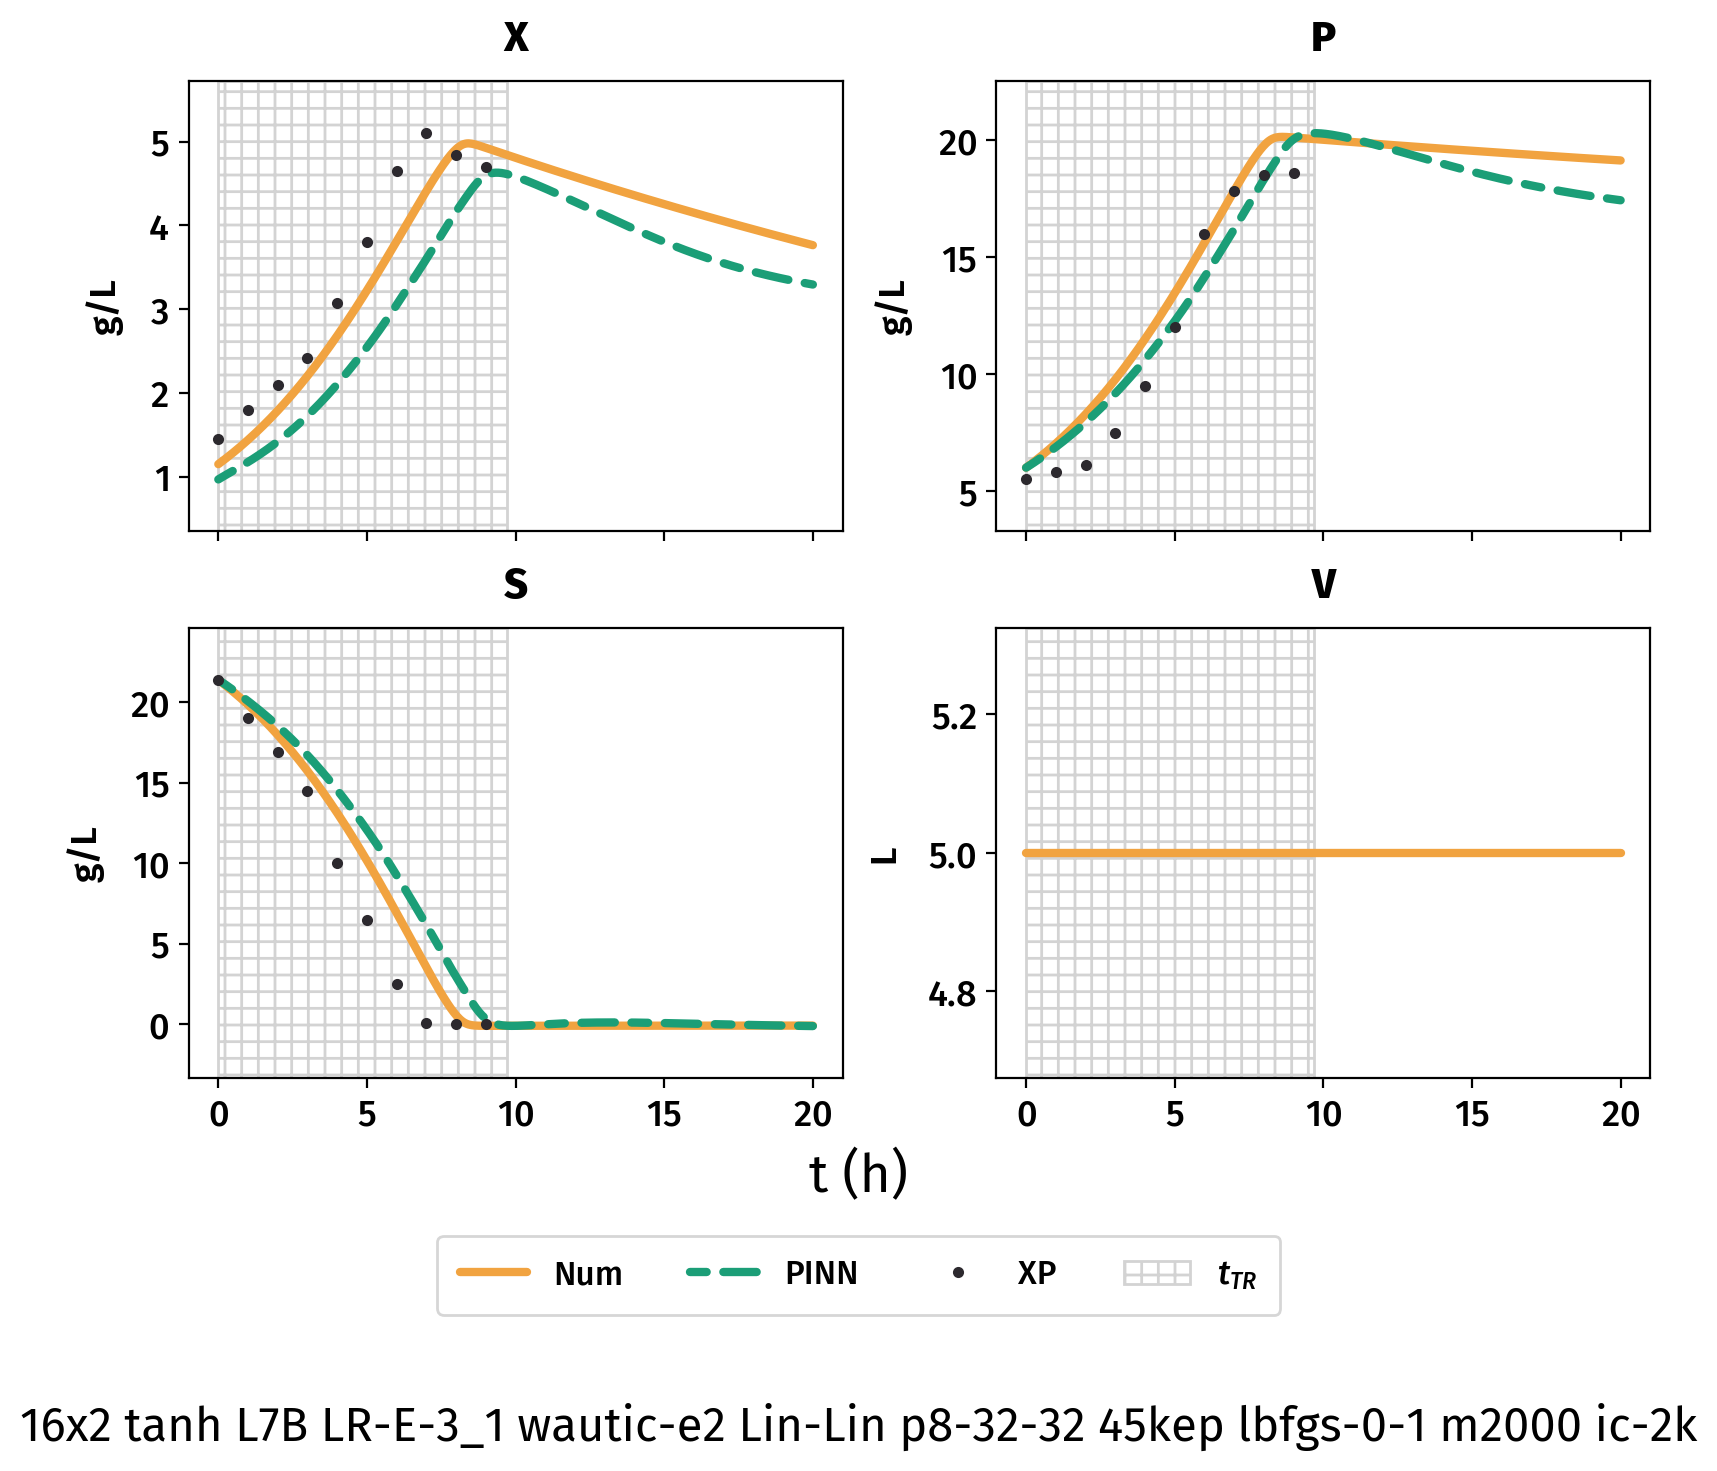 X
P
5
4
3
2
1
g/L
20
15
10
5
g/L
S
V
20
15
10
5
0
g/L
0 5 10 15 20
5.2
5.0
4.8
L
0 5 10 15 20
t (h)
Num PINN XP tTR
16x2 tanh L7B LR-E-3_1 wautic-e2 Lin-Lin p8-32-32 45kep lbfgs-0-1 m2000 ic-2k